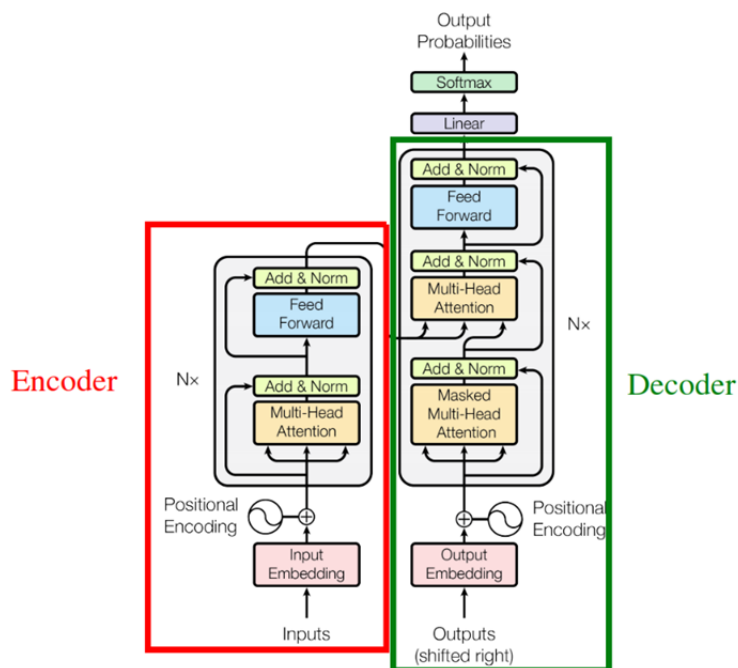 Output
Probabilities
Softmax
Linear
Add & Norm
Feed
Forward
Add & Norm
Multi-Head
Attention
Nx
Add & Norm
Masked
Multi-Head
Attention
Positional
Encoding
Output
Embedding
Outputs
(shifted right)
Decoder
Encoder
Nx
Add & Norm
Feed
Forward
Add & Norm
Multi-Head
Attention
Positional
Encoding
Input
Embedding
Inputs